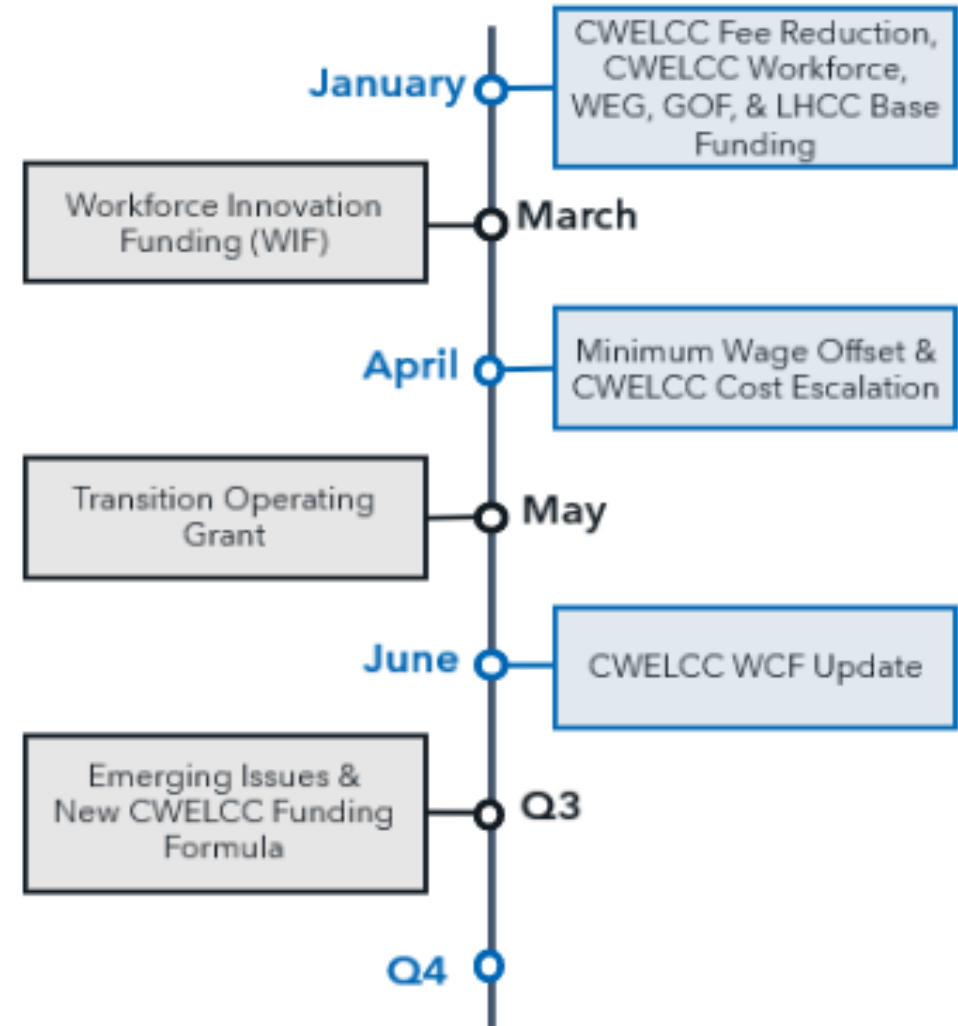 January
CWELCC Fee Reduction,
CWELCC Workforce,
WEG, GOF, & LHCC Base
Funding
Workforce Innovation
Funding (WIF)
March
April
Minimum Wage Offset &
CWELCC Cost Escalation
Transition Operating
Grant
May
June
CWELCC WCF Update
Emerging Issues &
New CWELCC Funding
Formula
Q3
Q4